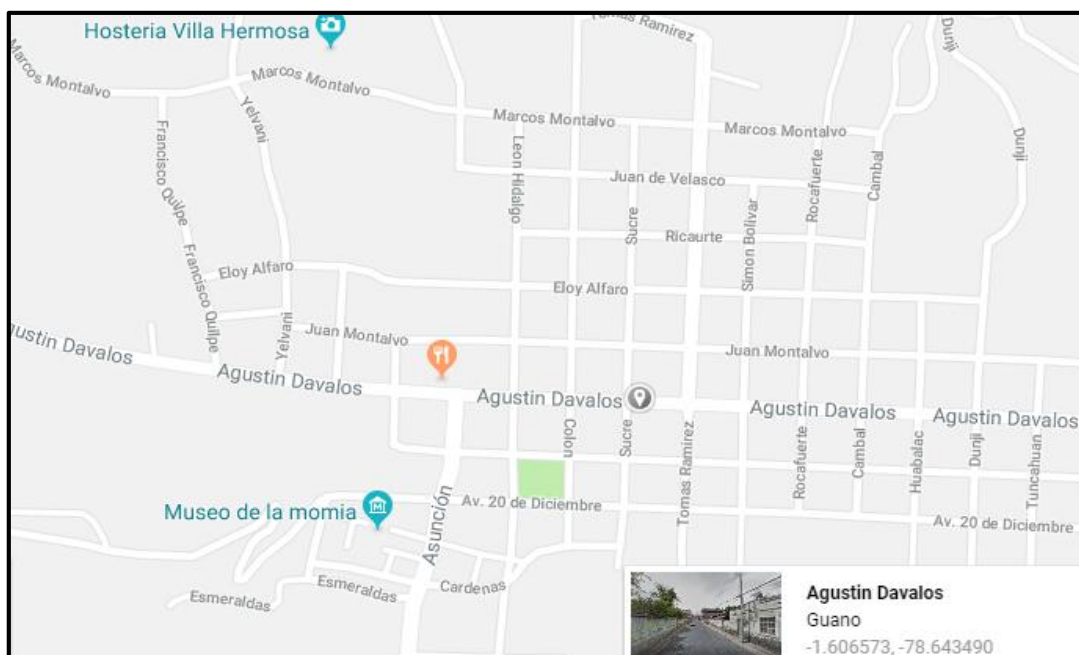 Tomas Ramirez
Hosteria Villa Hermosa
Dunji
Marcos Montalvo
Marcos Montalvo
Yelvani
Marcos Montalvo
Marcos Montalvo
Dunji
Francisco Quilpe
Leon Hidalgo
Rocafuerte
Cambal
Juan de Velasco
Sucre
Simon Bolivar
Ricaurte
Francisco Quilpe
Eloy Alfaro
Eloy Alfaro
Yelvani
Juan Montalvo
Juan Montalvo
gustin Davalos
Agustin Davalos
Agustin Davalos
Agustin Davalos
Agustin Davalos
Colon
Sucre
Tomas Ramirez
Rocafuerte
Cambal
Huabalac
Dunji
Tuncahuan
Museo de la momia
Asunción
Av. 20 de Diciembre
Av. 20 de Diciembre
Esmeraldas
Esmeraldas
Cardenas
Agustin Davalos
Guano
-1.606573, -78.643490